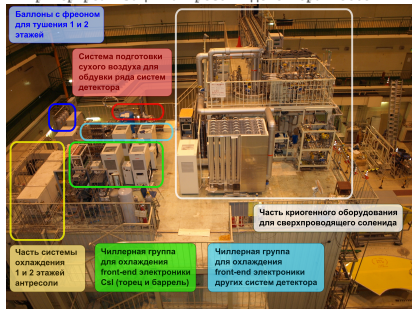 Баллоны с фреоном
для тушения 1 и 2
этажей
Система подготовки
сухого воздуха для
обдувки ряда систем
детектора
Часть криогенного оборудования
для сверхпроводящего соленида
Часть системы
охлаждения
1 и 2 этажей
антресоли
Чиллерная группа
для охлаждения
front-end электроники
CsI (торец и баррель)
Чиллерная группа
для охлаждения
front-end электроники
других систем детектора